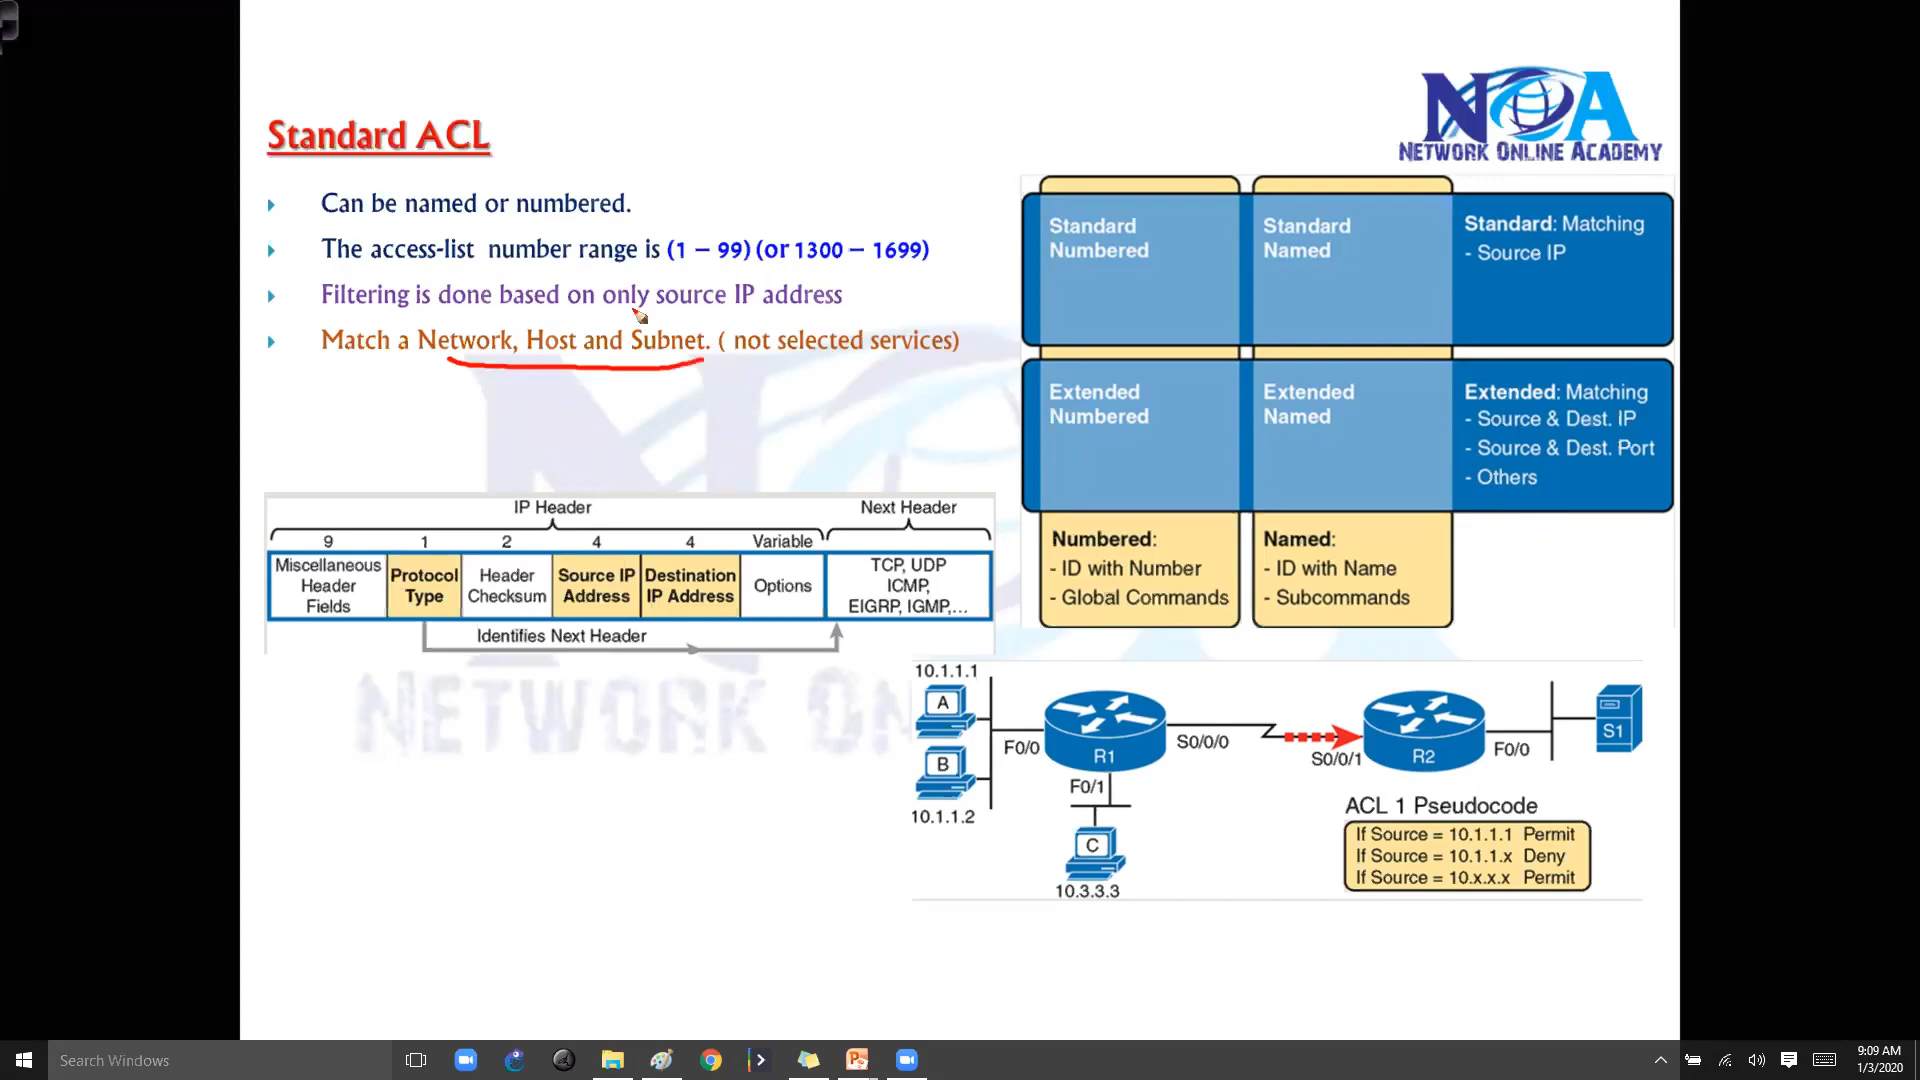 NOA
NETWORK ONLINE ACADEMY
Standard ACL
Can be named or numbered.
The access-list number range is (1 – 99) (or 1300 – 1699)
Filtering is done based on only source IP address
Match a Network, Host and Subnet. ( not selected services)
Standard Numbered
Standard Named
Standard: Matching
- Source IP
Extended Numbered
Extended Named
Extended: Matching
- Source & Dest. IP
- Source & Dest. Port
- Others
Numbered:
- ID with Number
- Global Commands
Named:
- ID with Name
- Subcommands
IP Header
Next Header
9 1 2 4 4 Variable
Miscellaneous Header Fields
Protocol Type
Header Checksum
Source IP Address
Destination IP Address
Options
TCP, UDP
ICMP,
EIGRP, IGMP,...
Identifies Next Header
NETWORK ON
10.1.1.1
A
B
10.1.1.2
F0/0
R1
S0/0/0
F0/1
C
10.3.3.3
S0/0/1
R2
F0/0
S1
ACL 1 Pseudocode
If Source = 10.1.1.1 Permit
If Source = 10.1.1.x Deny
If Source = 10.x.x.x Permit
Search Windows
9:09 AM
1/3/2020